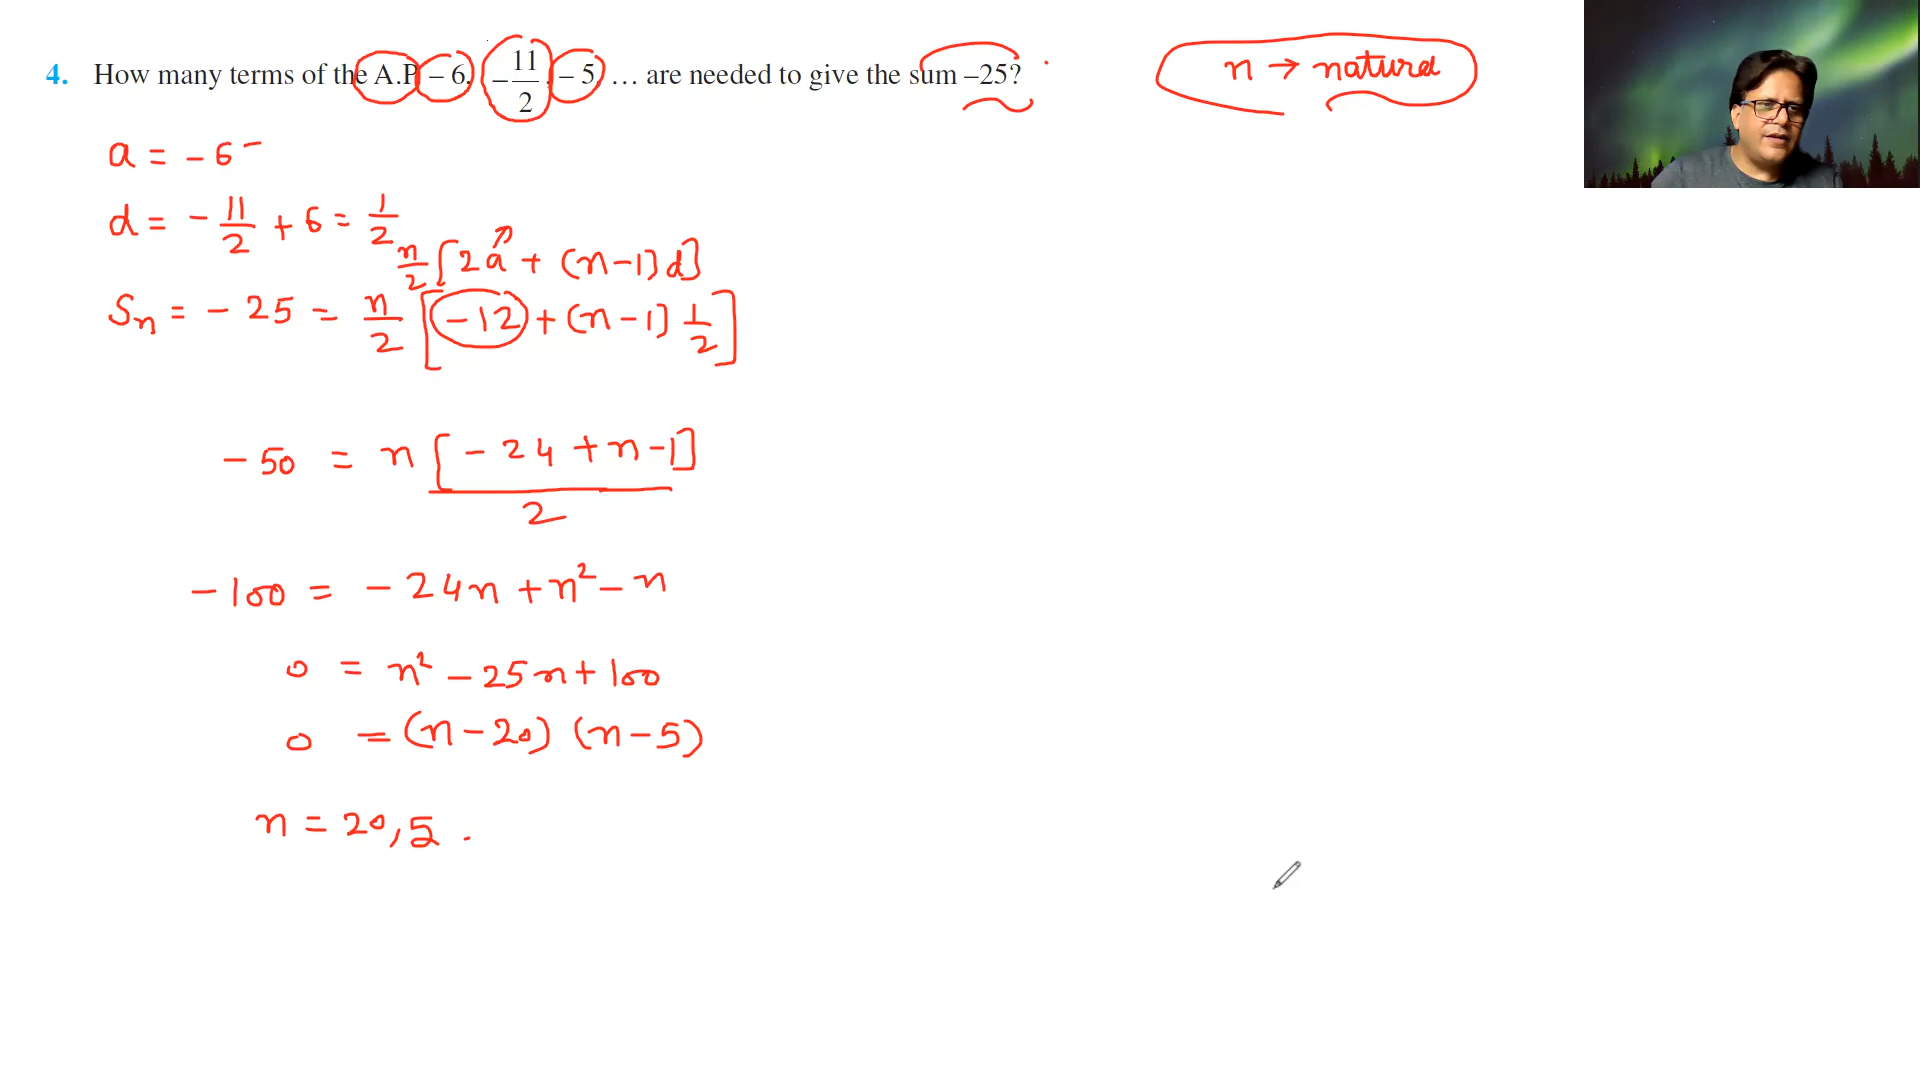 4. How many terms of the A.P – 6, –11/2, – 5, … are needed to give the sum –25?
n → natural
a = - 6
d = - 11/2 + 6 = 1/2
n/2 [2a + (n-1)d]
Sn = - 25 = n/2 [-12 + (n-1) 1/2]
- 50 = n [- 24 + n-1] / 2
- 100 = - 24n + n² - n
0 = n² - 25n + 100
0 = (n-20) (n-5)
n = 20, 5 .